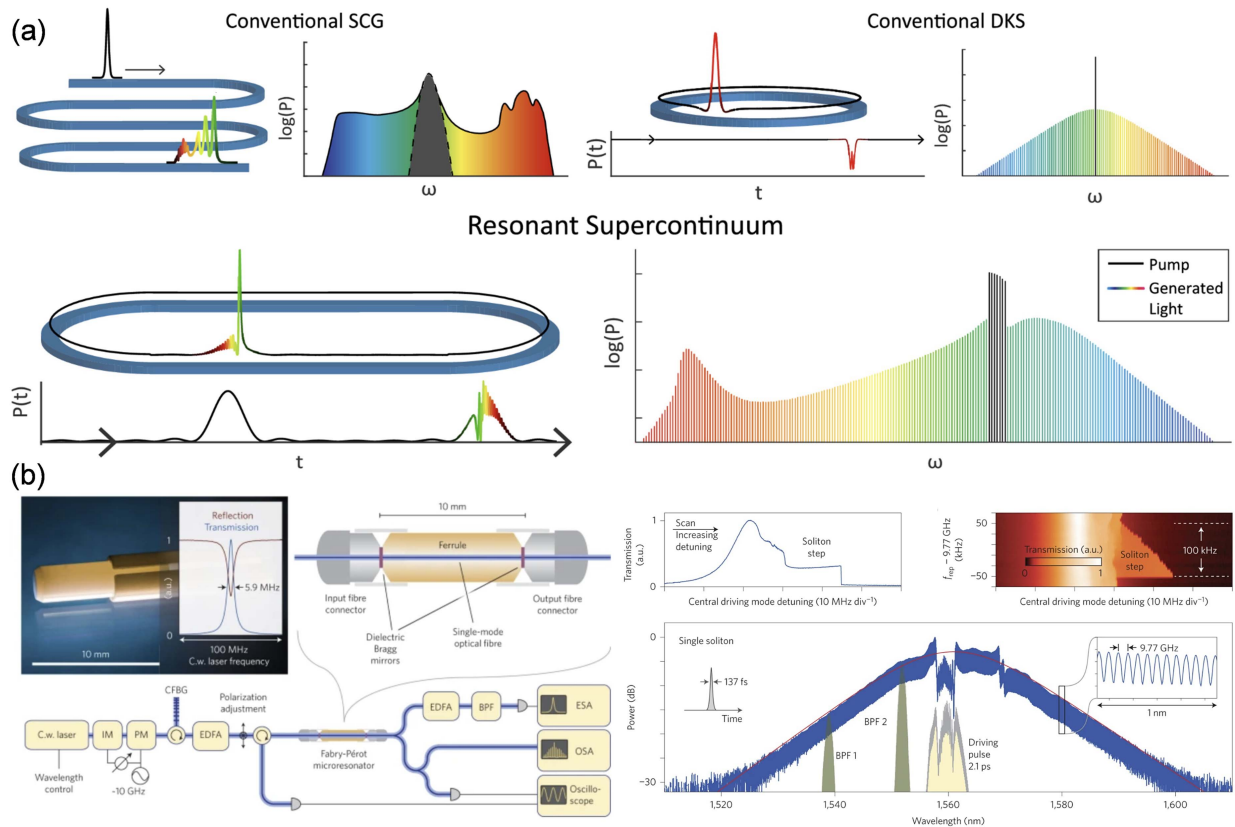 (a)
Conventional SCG
log(P)
ω
Conventional DKS
P(t)
t
log(P)
ω
Resonant Supercontinuum
P(t)
t
log(P)
ω
Pump
Generated
Light
(b)
Reflection
Transmission
1
(a.u.)
0
5.9 MHz
100 MHz
C.w. laser frequency
10 mm
10 mm
Ferrule
Input fibre
connector
Output fibre
connector
Dielectric
Bragg
mirrors
Single-mode
optical fibre
CFBG
Polarization
adjustment
C.w. laser
IM
PM
EDFA
Wavelength
control
~10 GHz
Fabry-Pérot
microresonator
EDFA
BPF
ESA
OSA
Oscillo-
scope
Transmission
(a.u.)
1
0
Scan
Increasing
detuning
Soliton
step
Central driving mode detuning (10 MHz div⁻¹)
frep − 9.77 GHz
(kHz)
50
0
−50
Transmission (a.u.)
0
1
Soliton
step
100 kHz
Central driving mode detuning (10 MHz div⁻¹)
Power (dB)
0
−30
Single soliton
137 fs
Time
BPF 1
BPF 2
Driving
pulse
2.1 ps
9.77 GHz
1 nm
1,520
1,540
1,560
1,580
1,600
Wavelength (nm)